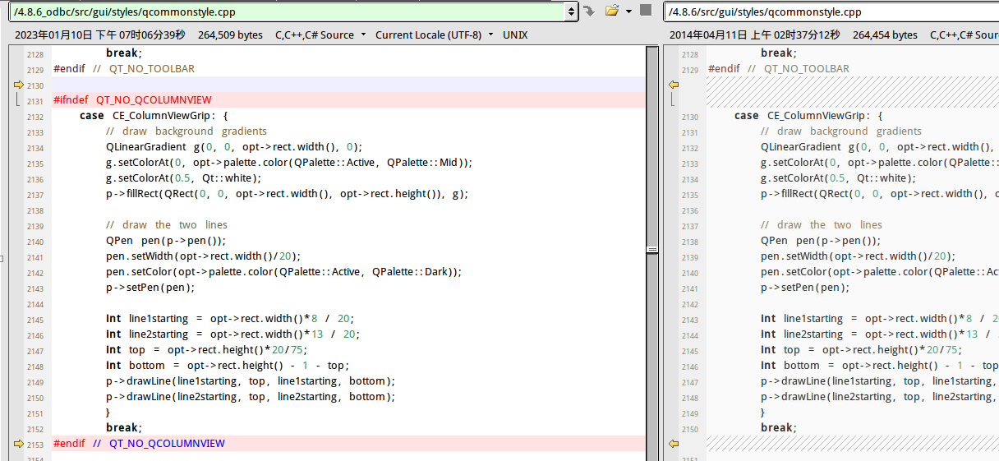 /4.8.6_odbc/src/gui/styles/qcommonstyle.cpp
2023年01月10日 下午 07时06分39秒 264,509 bytes C,C++,C# Source Current Locale (UTF-8) UNIX
2128 break;
2129 #endif // QT_NO_TOOLBAR
2130
2131 #ifndef QT_NO_QCOLUMNVIEW
2132 case CE_ColumnViewGrip: {
2133 // draw background gradients
2134 QLinearGradient g(0, 0, opt->rect.width(), 0);
2135 g.setColorAt(0, opt->palette.color(QPalette::Active, QPalette::Mid));
2136 g.setColorAt(0.5, Qt::white);
2137 p->fillRect(QRect(0, 0, opt->rect.width(), opt->rect.height()), g);
2138
2139 // draw the two lines
2140 QPen pen(p->pen());
2141 pen.setWidth(opt->rect.width()/20);
2142 pen.setColor(opt->palette.color(QPalette::Active, QPalette::Dark));
2143 p->setPen(pen);
2144
2145 int line1starting = opt->rect.width()*8 / 20;
2146 int line2starting = opt->rect.width()*13 / 20;
2147 int top = opt->rect.height()*20/75;
2148 int bottom = opt->rect.height() - 1 - top;
2149 p->drawLine(line1starting, top, line1starting, bottom);
2150 p->drawLine(line2starting, top, line2starting, bottom);
2151 }
2152 break;
2153 #endif // QT_NO_QCOLUMNVIEW
/4.8.6/src/gui/styles/qcommonstyle.cpp
2014年04月11日 上午 02时37分12秒 264,454 bytes C,C++,C# Sour
2128 break;
2129 #endif // QT_NO_TOOLBAR
2130 case CE_ColumnViewGrip: {
2131 // draw background gradients
2132 QLinearGradient g(0, 0, opt->rect.width(),
2133 g.setColorAt(0, opt->palette.color(QPalette::
2134 g.setColorAt(0.5, Qt::white);
2135 p->fillRect(QRect(0, 0, opt->rect.width(), o
2136
2137 // draw the two lines
2138 QPen pen(p->pen());
2139 pen.setWidth(opt->rect.width()/20);
2140 pen.setColor(opt->palette.color(QPalette::Ac
2141 p->setPen(pen);
2142
2143 int line1starting = opt->rect.width()*8 / 2
2144 int line2starting = opt->rect.width()*13 /
2145 int top = opt->rect.height()*20/75;
2146 int bottom = opt->rect.height() - 1 - top
2147 p->drawLine(line1starting, top, line1starting,
2148 p->drawLine(line2starting, top, line2starting,
2149 }
2150 break;